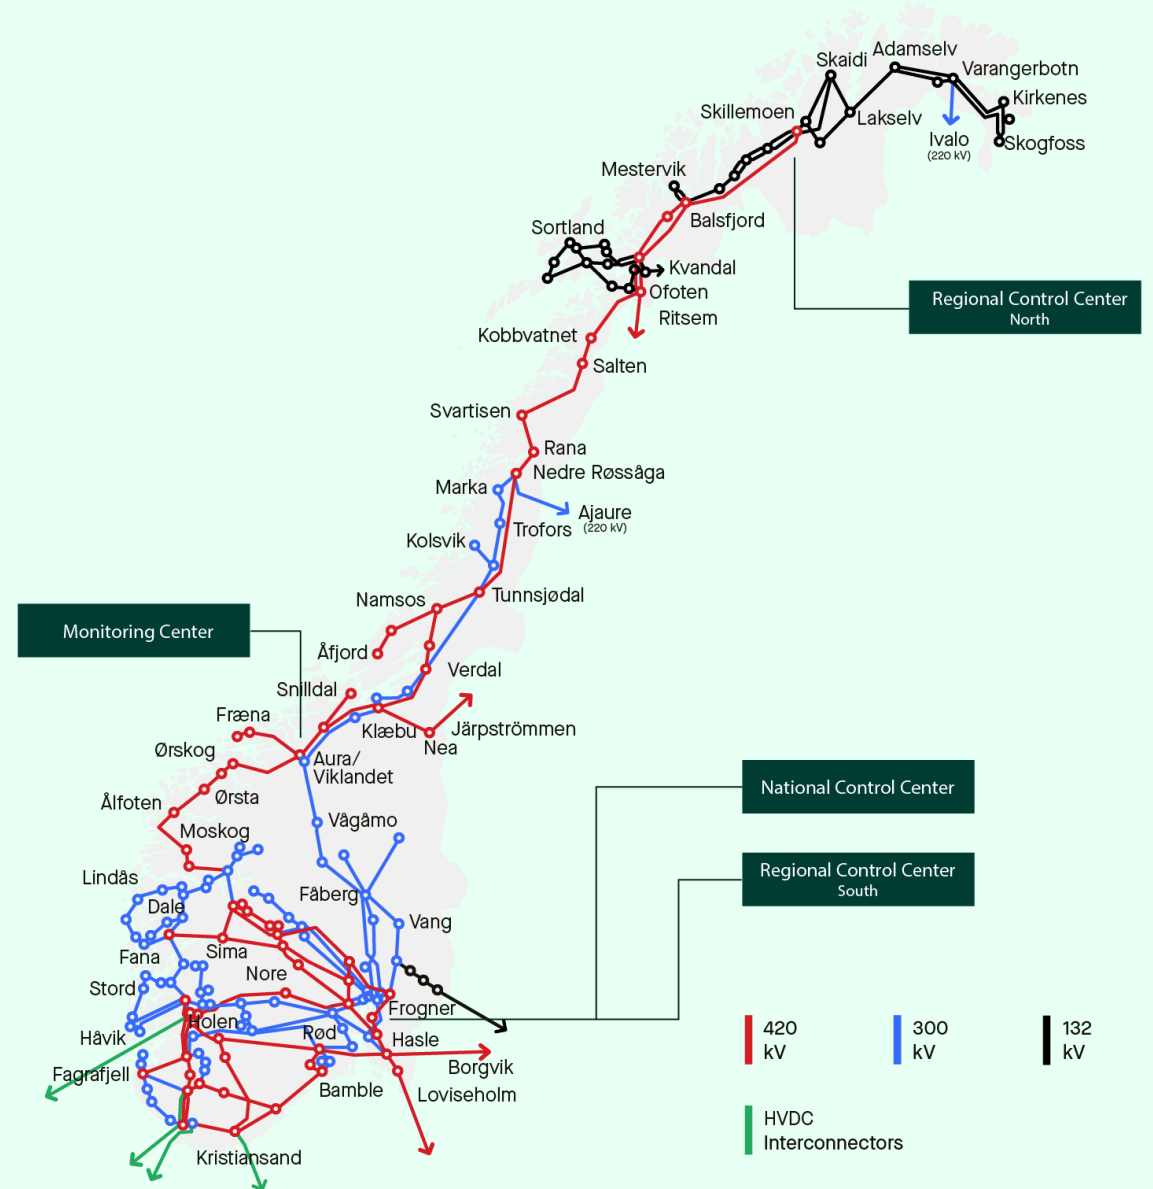 Adamselv
Skaidi
Varangerbotn
Kirkenes
Skillemoen
Lakselv
Ivalo
(220 kV)
Skogfoss
Mestervik
Balsfjord
Sortland
Kvandal
Ofoten
Regional Control Center
North
Ritsem
Kobbvatnet
Salten
Svartisen
Rana
Nedre Røssåga
Marka
Ajaure
(220 kV)
Trofors
Kolsvik
Tunnsjødal
Namsos
Monitoring Center
Åfjord
Verdal
Snilldal
Fræna
Klæbu
Järpströmmen
Nea
Ørskog
Aura/
Viklandet
National Control Center
Ørsta
Ålfoten
Vågåmo
Moskog
Regional Control Center
South
Lindås
Fåberg
Dale
Vang
Sima
Fana
Nore
Stord
Frogner
Holen
Rød
Håvik
Hasle
Borgvik
Fagrafjell
Bamble
Loviseholm
Kristiansand
420
kV
300
kV
132
kV
HVDC
Interconnectors